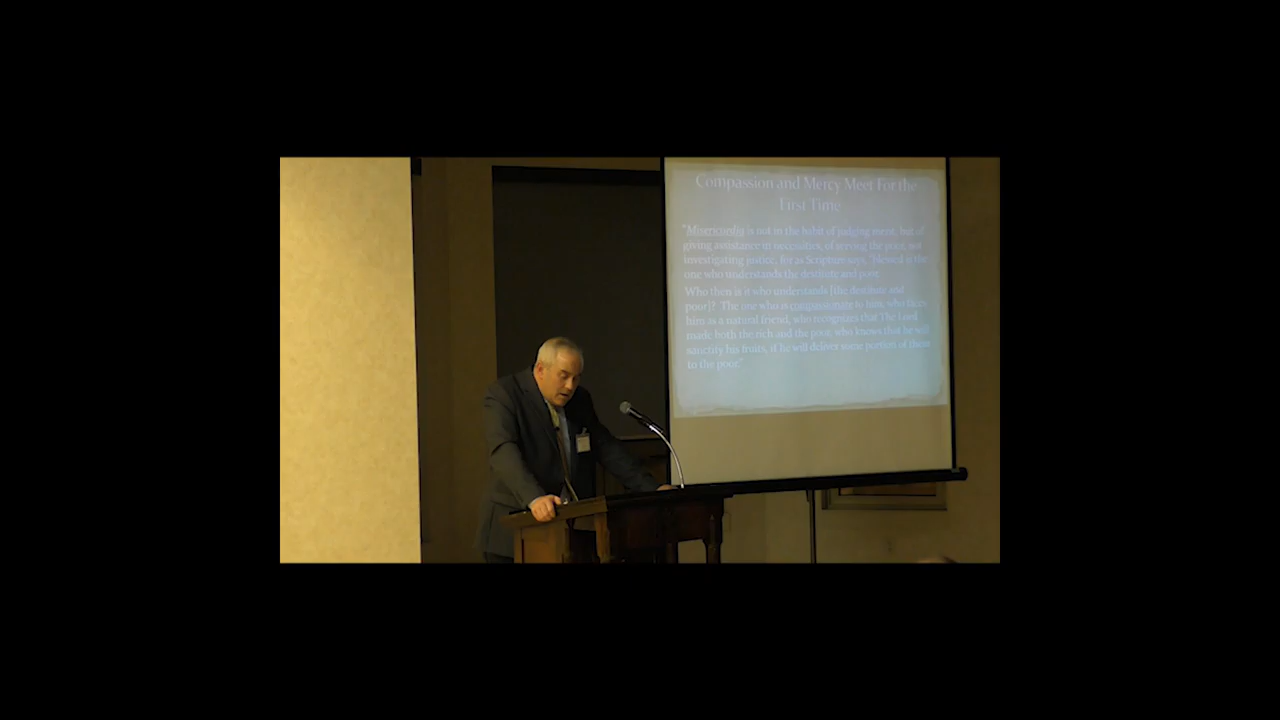 Compassion and Mercy Meet For the
First Time
"Misericordia is not in the habit of judging merit, but of
giving assistance in necessities, of serving the poor, not
investigating justice, for as Scripture says, "blessed is the
one who understands the destitute and poor.
Who then is it who understands [the destitute and
poor]? The one who is compassionate to him, who faces
him as a natural friend, who recognizes that The Lord
made both the rich and the poor, who knows that he will
sanctify his fruits, if he will deliver some portion of them
to the poor."